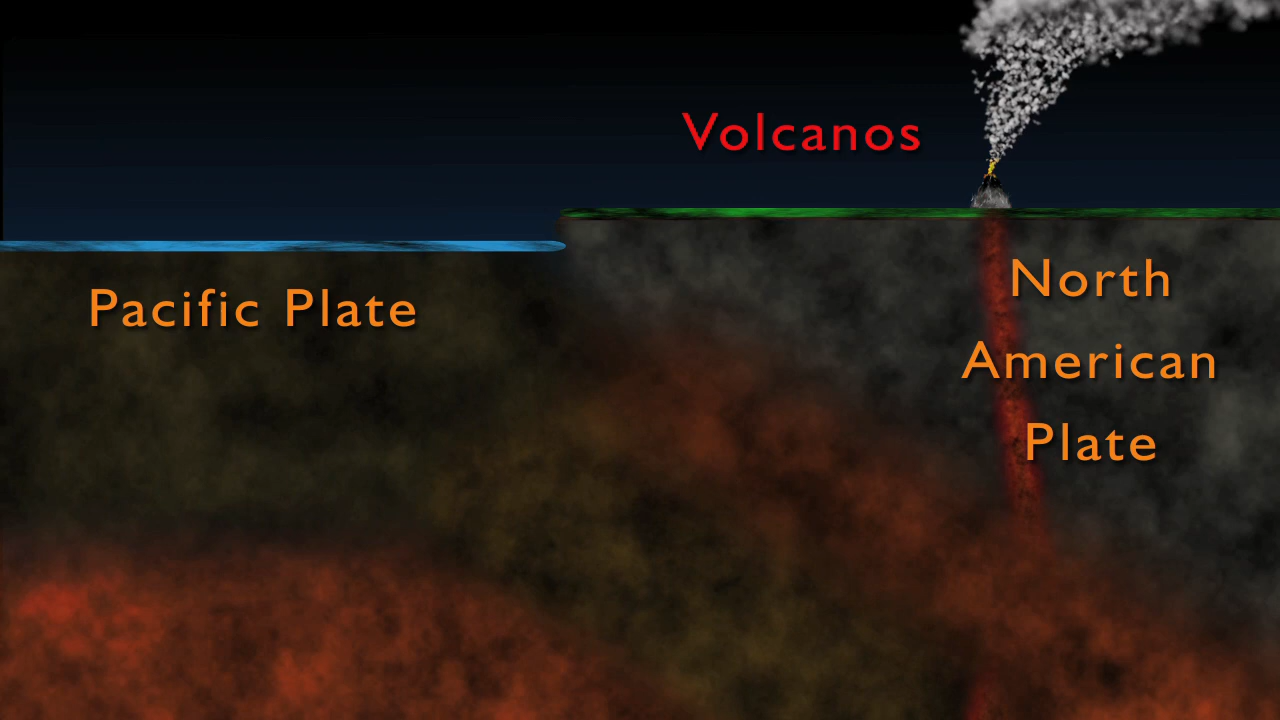 Volcanos
Pacific Plate
North
American
Plate